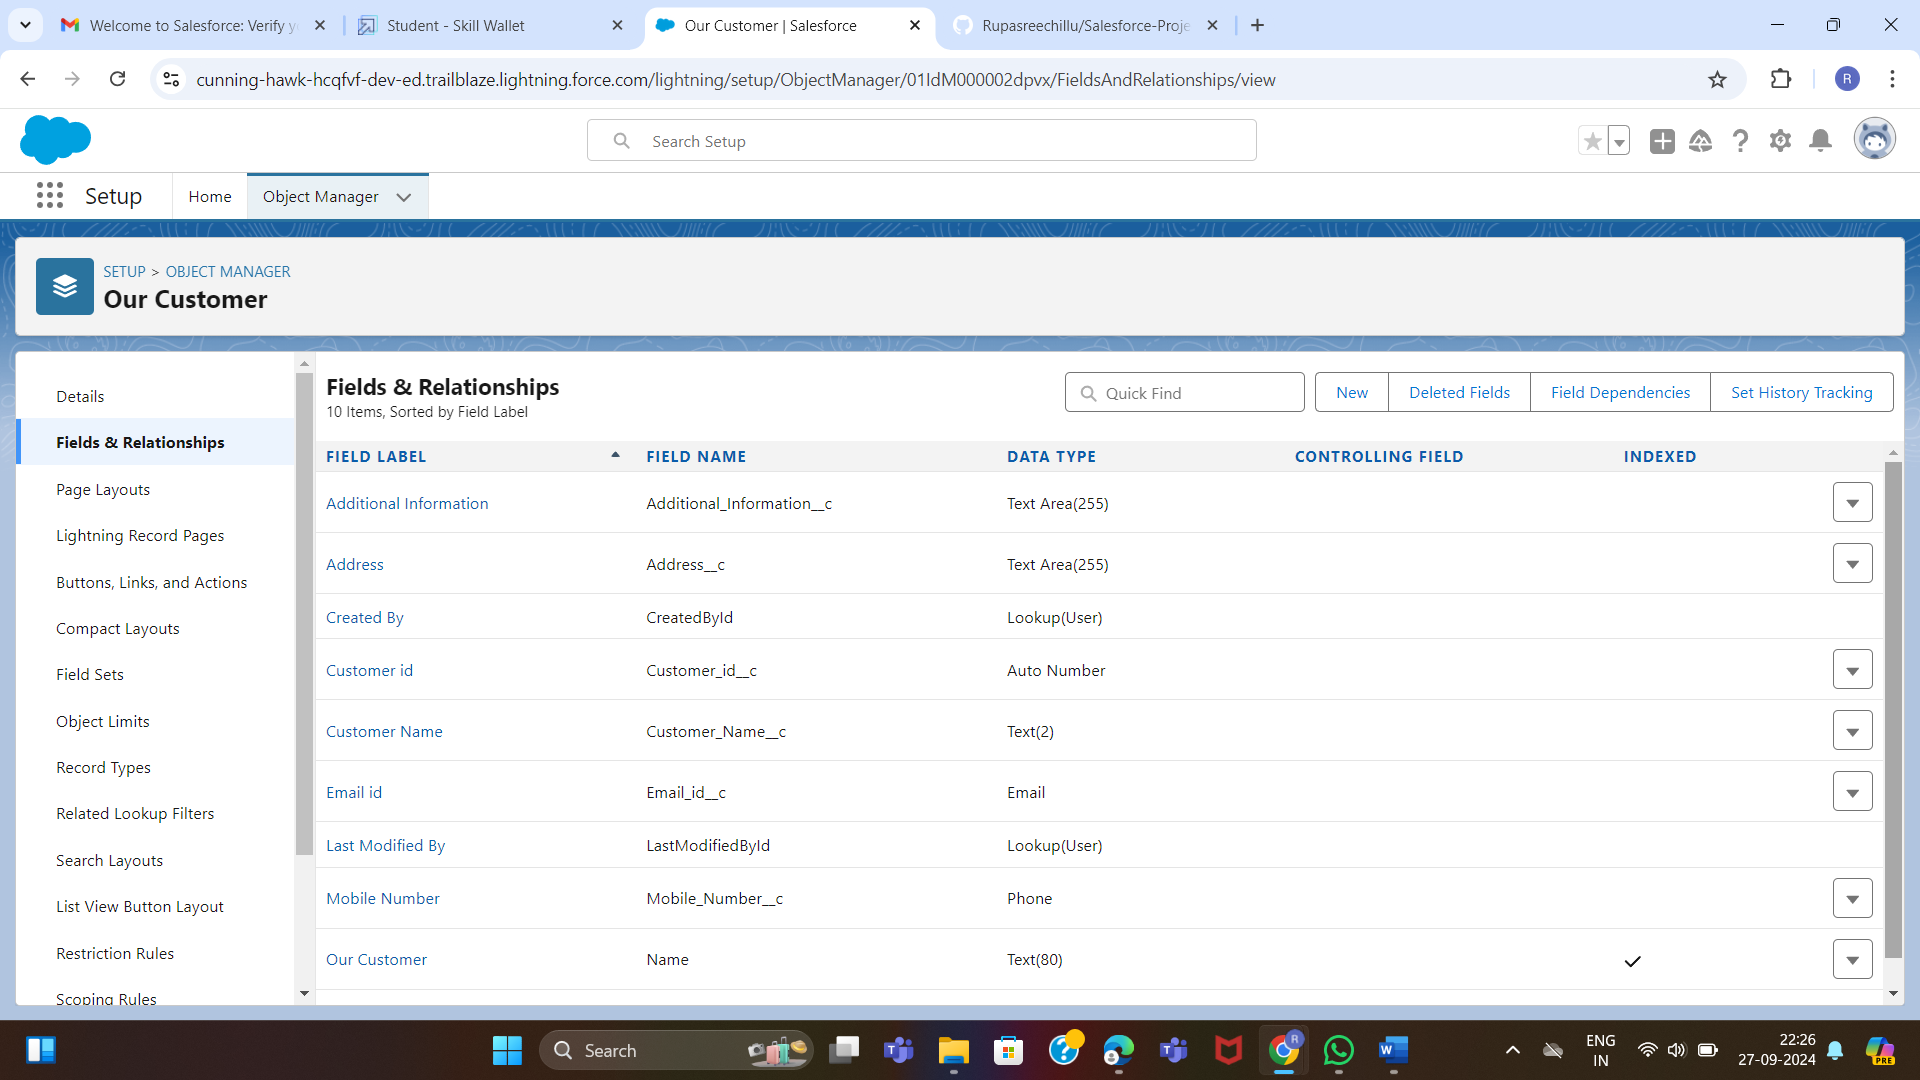 Welcome to Salesforce: Verify y
Student - Skill Wallet
Our Customer | Salesforce
Rupasreechillu/Salesforce-Proje
cunning-hawk-hcqfvf-dev-ed.trailblaze.lightning.force.com/lightning/setup/ObjectManager/01IdM000002dpvx/FieldsAndRelationships/view
R
Search Setup
Setup
Home
Object Manager
SETUP > OBJECT MANAGER
Our Customer
Details
Fields & Relationships
Page Layouts
Lightning Record Pages
Buttons, Links, and Actions
Compact Layouts
Field Sets
Object Limits
Record Types
Related Lookup Filters
Search Layouts
List View Button Layout
Restriction Rules
Scoping Rules
Fields & Relationships
10 Items, Sorted by Field Label
Quick Find
New
Deleted Fields
Field Dependencies
Set History Tracking
FIELD LABEL FIELD NAME DATA TYPE CONTROLLING FIELD INDEXED
Additional Information Additional_Information__c Text Area(255)
Address Address__c Text Area(255)
Created By CreatedById Lookup(User)
Customer id Customer_id__c Auto Number
Customer Name Customer_Name__c Text(2)
Email id Email_id__c Email
Last Modified By LastModifiedById Lookup(User)
Mobile Number Mobile_Number__c Phone
Our Customer Name Text(80)
Search
R
ENG
IN
22:26
27-09-2024
PRE